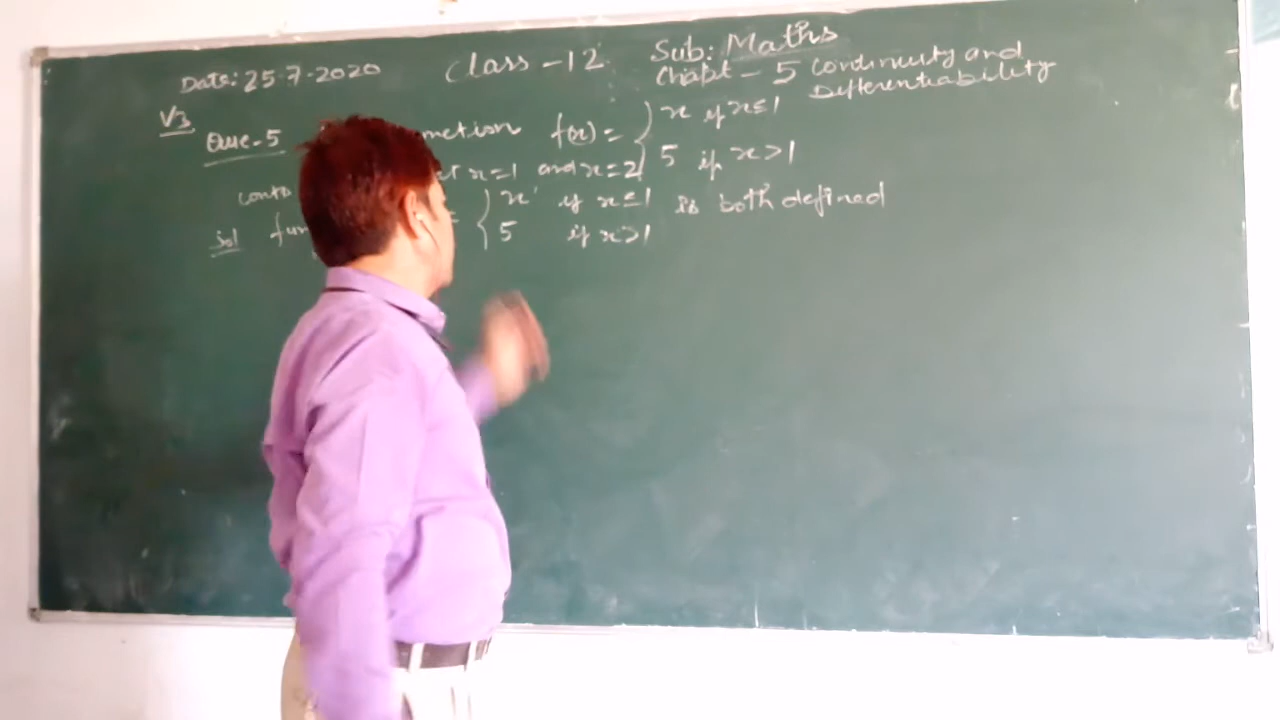 Date: 25-7-2020 Class-12 Sub: Maths
Chapt-5 Continuity and
Differentiability
V3
Que-5 f(x)= { x if x≤1
5 if x>1
x=1 and x=2
{ x if x≤1 is both defined
sol 5 if x>1